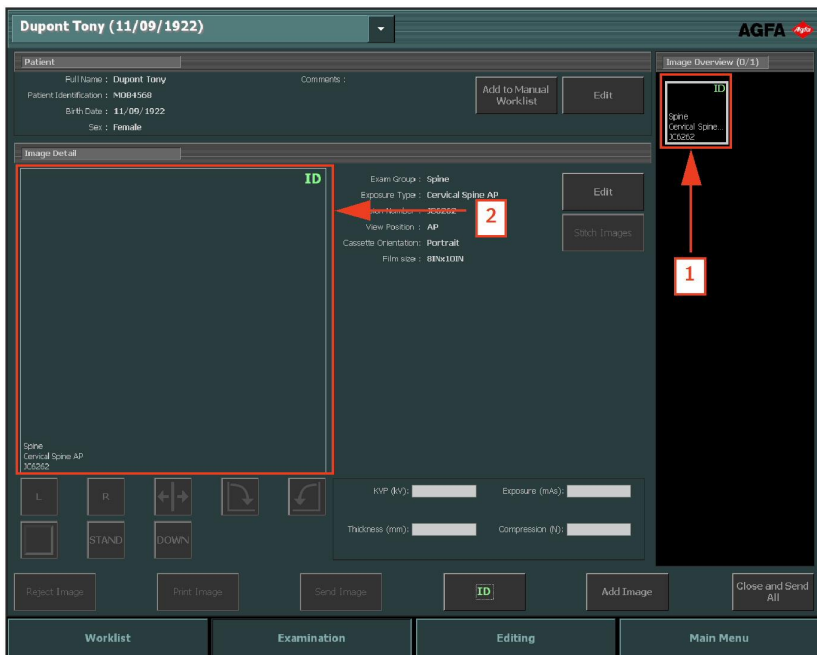 Dupont Tony (11/09/1922)
AGFA Agfa
Patient
Full Name : Dupont Tony
Comments :
Patient Identification : M084568
Birth Date : 11/09/1922
Sex : Female
Add to Manual
Worklist
Edit
Image Overview (0/1)
ID
Spine
Cervical Spine...
JC6262
1
Image Detail
ID
Spine
Cervical Spine AP
JC6262
2
Exam Group : Spine
Exposure Type : Cervical Spine AP
Number : JC6262
View Position : AP
Cassette Orientation: Portrait
Film size : 8INx10IN
Edit
Stitch Images
L
R
STAND
DOWN
KVP (kV):
Exposure (mAs):
Thickness (mm):
Compression (N):
Reject Image
Print Image
Send Image
ID
Add Image
Close and Send
All
Worklist
Examination
Editing
Main Menu